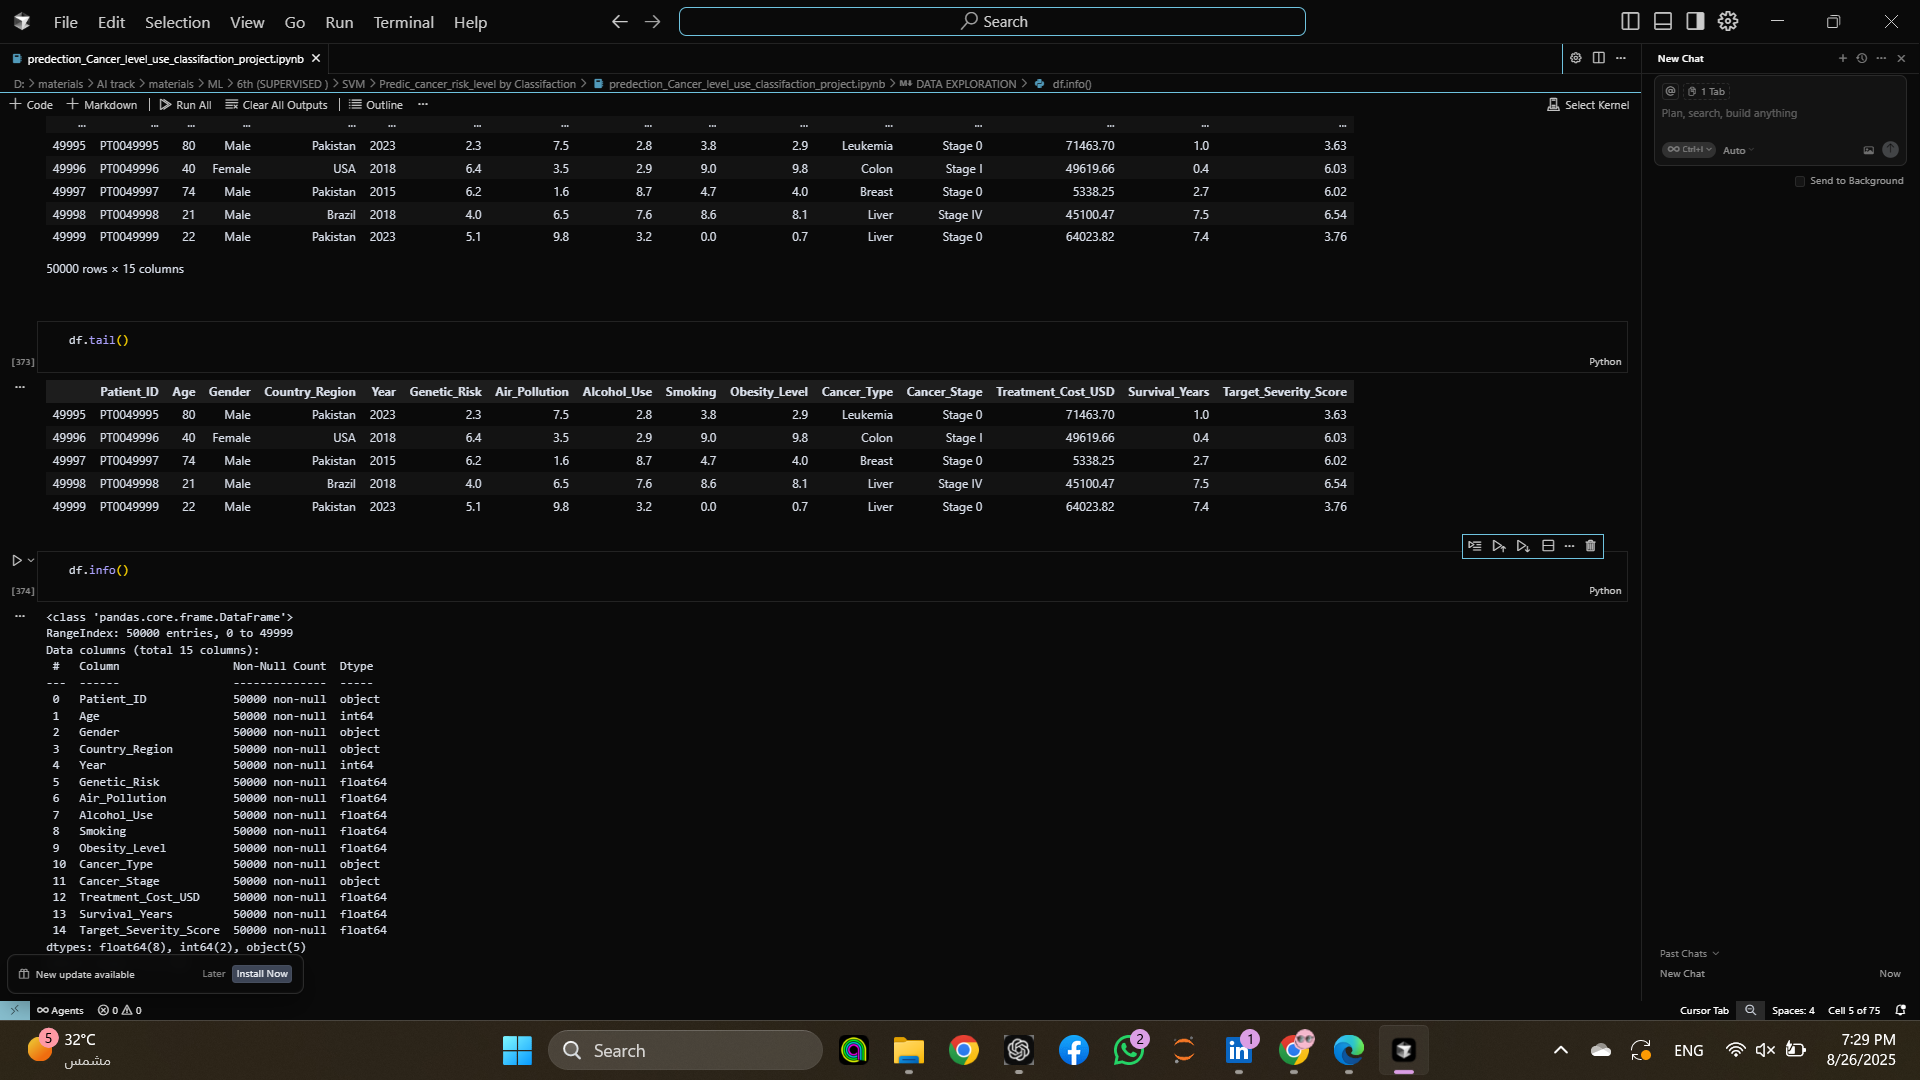 File Edit Selection View Go Run Terminal Help
Search
predection_Cancer_level_use_classifaction_project.ipynb
D: > materials > AI track > materials > ML > 6th (SUPERVISED ) > SVM > Predic_cancer_risk_level by Classifaction > predection_Cancer_level_use_classifaction_project.ipynb > M↓ DATA EXPLORATION > df.info()
Code Markdown Run All Clear All Outputs Outline ... Select Kernel
... ... ... ... ... ... ... ... ... ... ... ... ... ... ... ...
49995 PT0049995 80 Male Pakistan 2023 2.3 7.5 2.8 3.8 2.9 Leukemia Stage 0 71463.70 1.0 3.63
49996 PT0049996 40 Female USA 2018 6.4 3.5 2.9 9.0 9.8 Colon Stage I 49619.66 0.4 6.03
49997 PT0049997 74 Male Pakistan 2015 6.2 1.6 8.7 4.7 4.0 Breast Stage 0 5338.25 2.7 6.02
49998 PT0049998 21 Male Brazil 2018 4.0 6.5 7.6 8.6 8.1 Liver Stage IV 45100.47 7.5 6.54
49999 PT0049999 22 Male Pakistan 2023 5.1 9.8 3.2 0.0 0.7 Liver Stage 0 64023.82 7.4 3.76
50000 rows × 15 columns
df.tail()
[373]
Python
Patient_ID Age Gender Country_Region Year Genetic_Risk Air_Pollution Alcohol_Use Smoking Obesity_Level Cancer_Type Cancer_Stage Treatment_Cost_USD Survival_Years Target_Severity_Score
49995 PT0049995 80 Male Pakistan 2023 2.3 7.5 2.8 3.8 2.9 Leukemia Stage 0 71463.70 1.0 3.63
49996 PT0049996 40 Female USA 2018 6.4 3.5 2.9 9.0 9.8 Colon Stage I 49619.66 0.4 6.03
49997 PT0049997 74 Male Pakistan 2015 6.2 1.6 8.7 4.7 4.0 Breast Stage 0 5338.25 2.7 6.02
49998 PT0049998 21 Male Brazil 2018 4.0 6.5 7.6 8.6 8.1 Liver Stage IV 45100.47 7.5 6.54
49999 PT0049999 22 Male Pakistan 2023 5.1 9.8 3.2 0.0 0.7 Liver Stage 0 64023.82 7.4 3.76
df.info()
[374]
Python
<class 'pandas.core.frame.DataFrame'>
RangeIndex: 50000 entries, 0 to 49999
Data columns (total 15 columns):
# Column Non-Null Count Dtype
--- ------ -------------- -----
0 Patient_ID 50000 non-null object
1 Age 50000 non-null int64
2 Gender 50000 non-null object
3 Country_Region 50000 non-null object
4 Year 50000 non-null int64
5 Genetic_Risk 50000 non-null float64
6 Air_Pollution 50000 non-null float64
7 Alcohol_Use 50000 non-null float64
8 Smoking 50000 non-null float64
9 Obesity_Level 50000 non-null float64
10 Cancer_Type 50000 non-null object
11 Cancer_Stage 50000 non-null object
12 Treatment_Cost_USD 50000 non-null float64
13 Survival_Years 50000 non-null float64
14 Target_Severity_Score 50000 non-null float64
dtypes: float64(8), int64(2), object(5)
New update available Later Install Now
Agents 0 0
New Chat
@ 1 Tab
Plan, search, build anything
Ctrl+I Auto
Send to Background
Past Chats
New Chat Now
Cursor Tab Spaces: 4 Cell 5 of 75
5 32°C
مشمس
Search
2
1
ENG
7:29 PM
8/26/2025